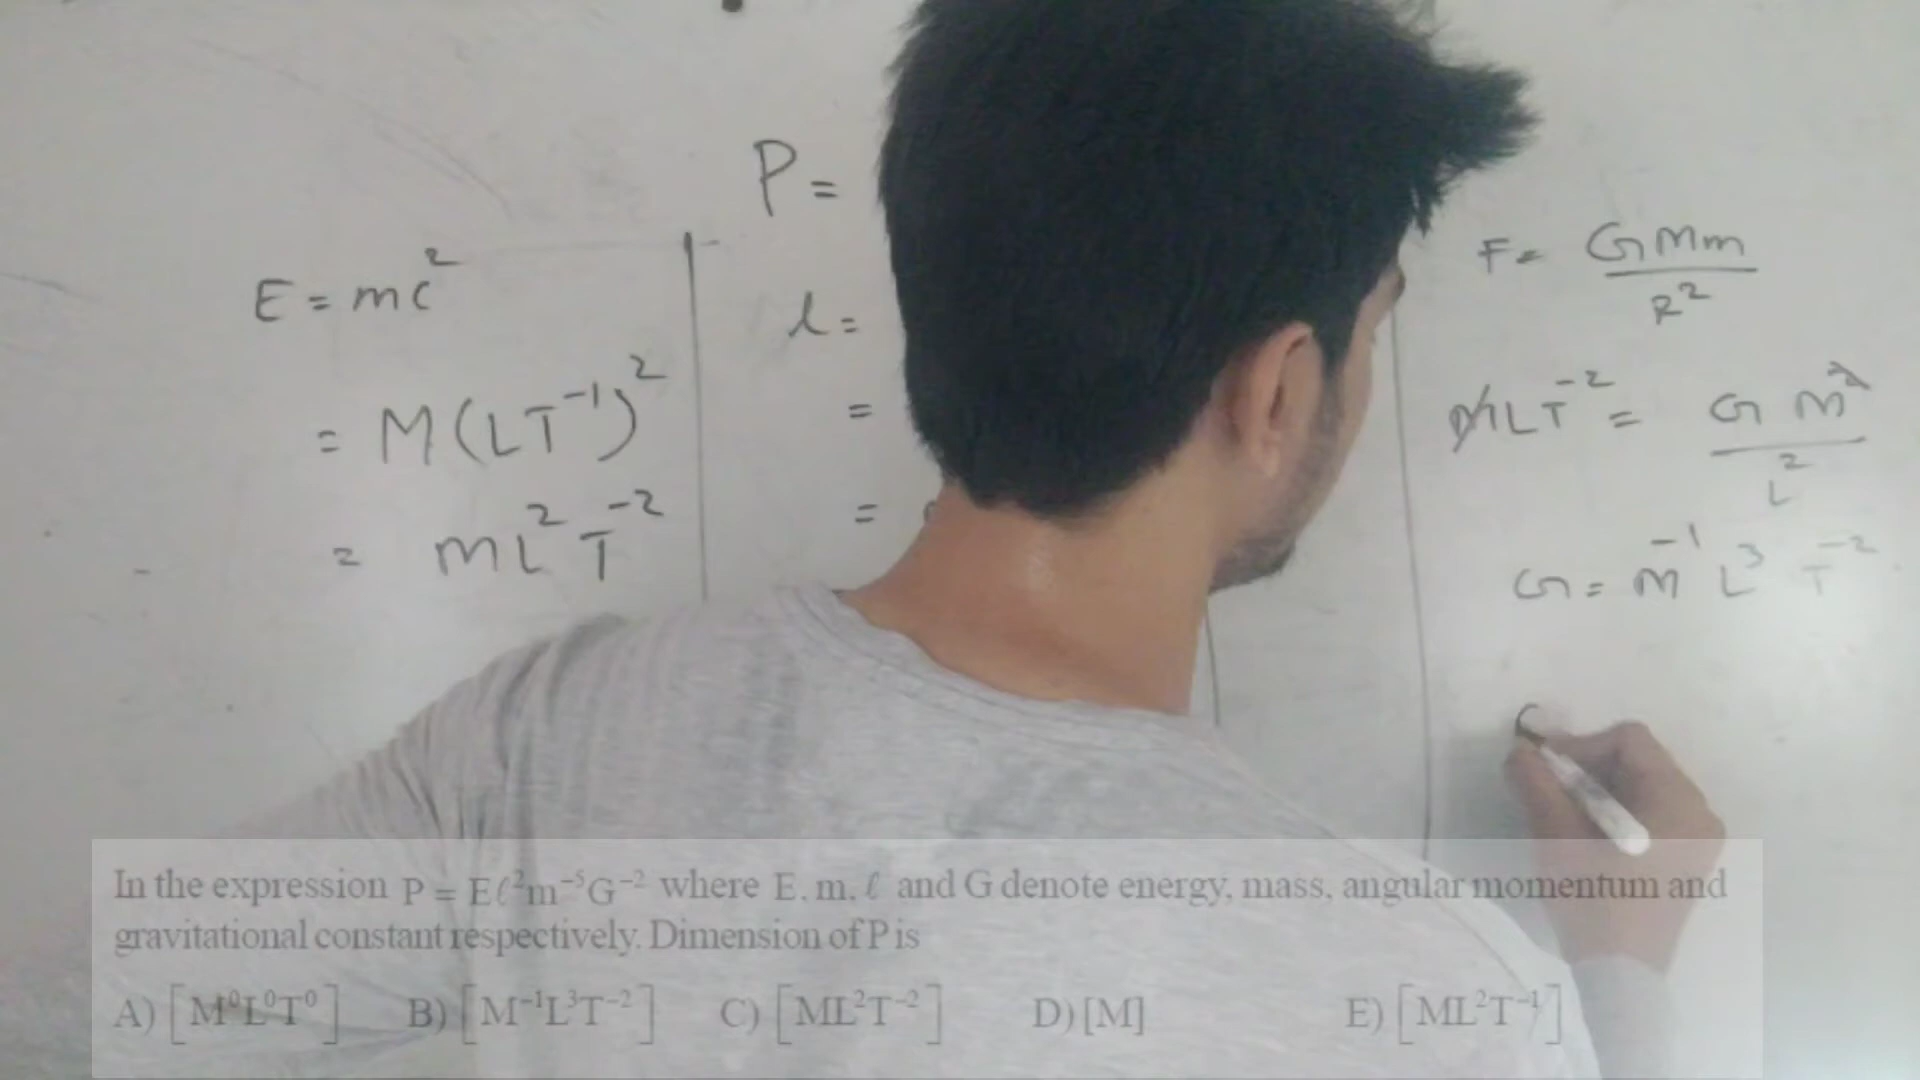 P =
E = mc²
= M(LT⁻¹)²
= ML²T⁻²
l =
=
=
F = GMm/R²
MLT⁻² = GM²/L²
G = M⁻¹L³T⁻²
In the expression P = Eℓ²m⁻⁵G⁻² where E, m, ℓ and G denote energy, mass, angular momentum and
gravitational constant respectively. Dimension of P is
A) [M⁰L⁰T⁰] B) [M⁻¹L³T⁻²] C) [ML²T⁻²] D) [M] E) [ML²T⁻¹]